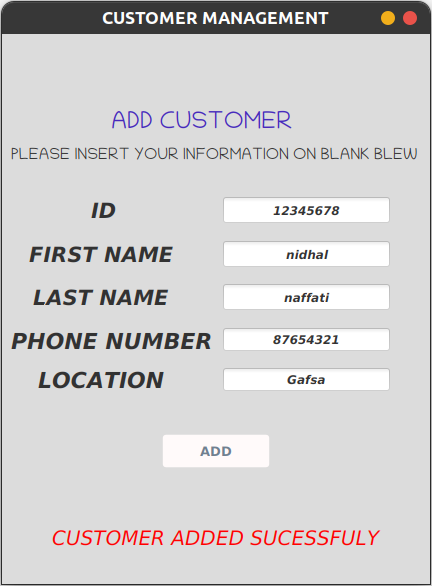 CUSTOMER MANAGEMENT
ADD CUSTOMER
PLEASE INSERT YOUR INFORMATION ON BLANK BLEW
ID 12345678
FIRST NAME nidhal
LAST NAME naffati
PHONE NUMBER 87654321
LOCATION Gafsa
ADD
CUSTOMER ADDED SUCESSFULY